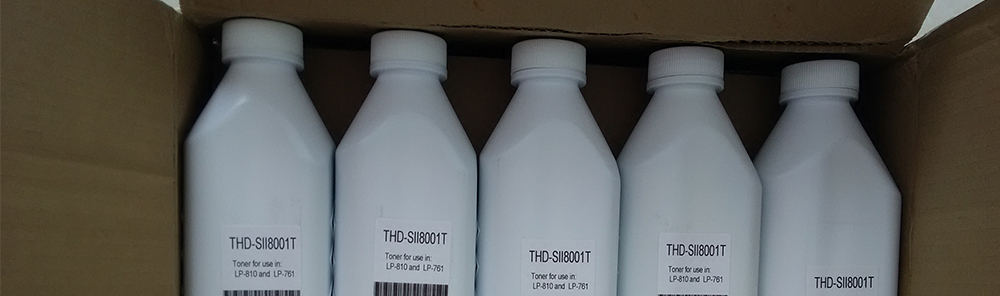 THD-SII8001T
Toner for use in:
LP-810 and LP-761
THD-SII8001T
Toner for use in:
LP-810 and LP-761
THD-SII8001T
Toner for use in:
LP-810 and LP-761
THD-SII8001T
Toner for use in:
LP-810 and LP-761
THD-SII8001T